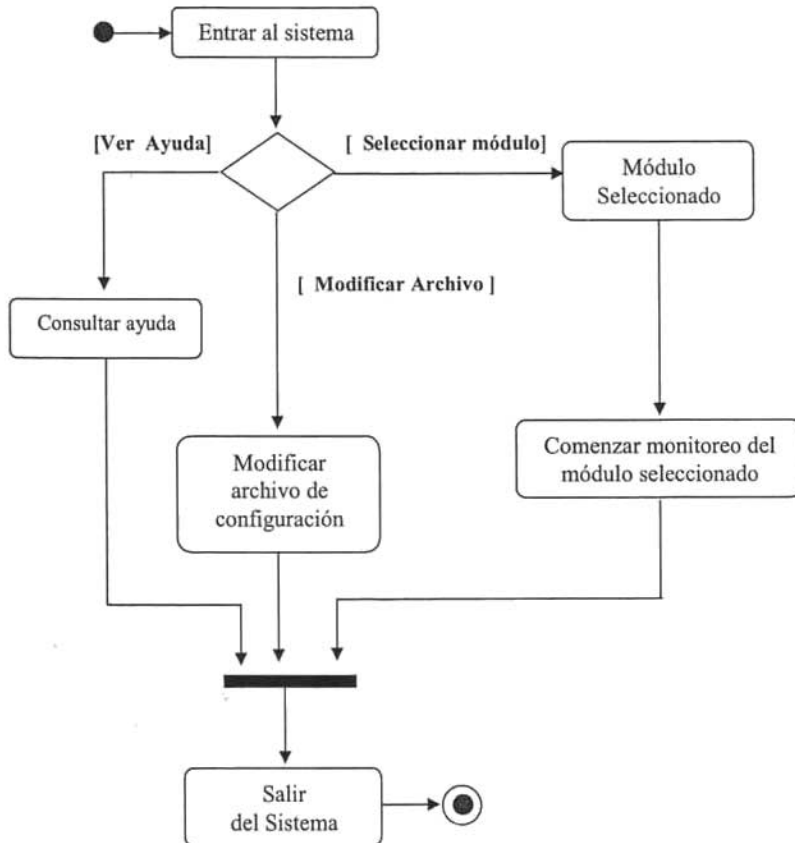 Entrar al sistema
[Ver Ayuda]
[ Seleccionar módulo]
Módulo
Seleccionado
[ Modificar Archivo ]
Consultar ayuda
Modificar
archivo de
configuración
Comenzar monitoreo del
módulo seleccionado
Salir
del Sistema